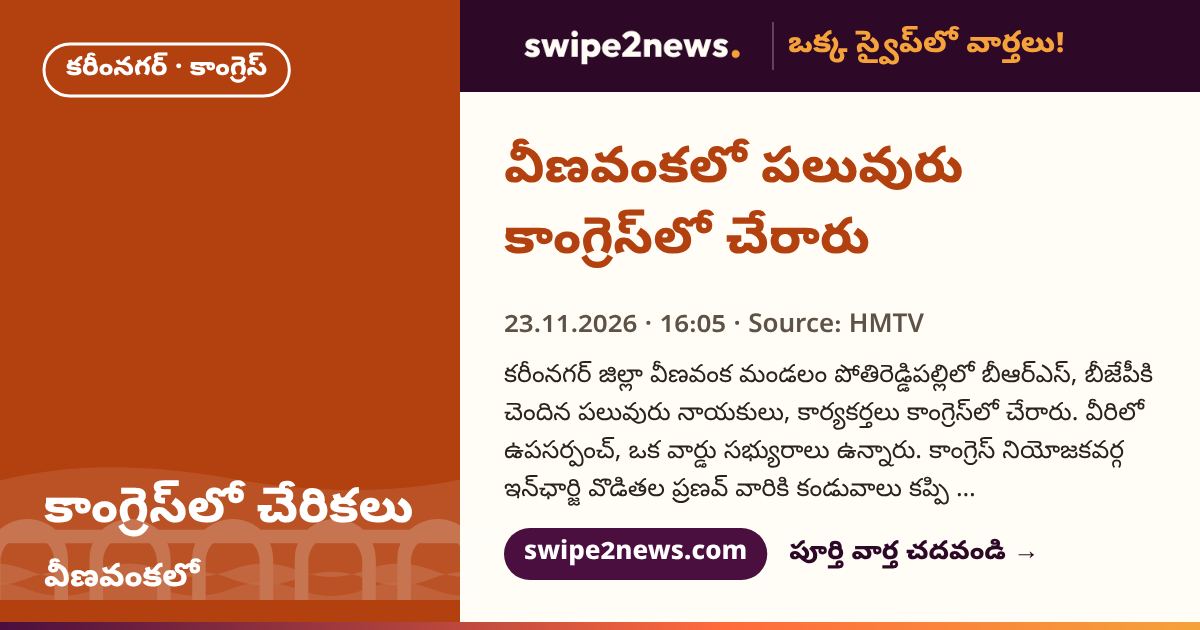 కరీంనగర్ · కాంగ్రెస్
కాంగ్రెస్‌లో చేరికలు
వీణవంకలో
swipe2news.
ఒక్క స్వైప్‌లో వార్తలు!
వీణవంకలో పలువురు
కాంగ్రెస్‌లో చేరారు
23.11.2026 · 16:05 · Source: HMTV
కరీంనగర్ జిల్లా వీణవంక మండలం పోతిరెడ్డిపల్లిలో బీఆర్ఎస్, బీజేపీకి
చెందిన పలువురు నాయకులు, కార్యకర్తలు కాంగ్రెస్‌లో చేరారు. వీరిలో
ఉపసర్పంచ్, ఒక వార్డు సభ్యురాలు ఉన్నారు. కాంగ్రెస్ నియోజకవర్గ
ఇన్‌ఛార్జి వొడితల ప్రణవ్ వారికి కండువాలు కప్పి ...
swipe2news.com
పూర్తి వార్త చదవండి →